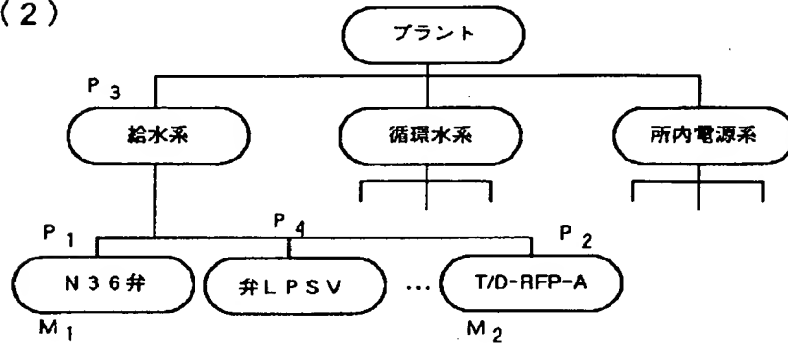 (2)
プラント
P3
給水系
循環水系
所内電源系
P1
P4
P2
N36弁
弁LPSV
…
T/D-RFP-A
M1
M2